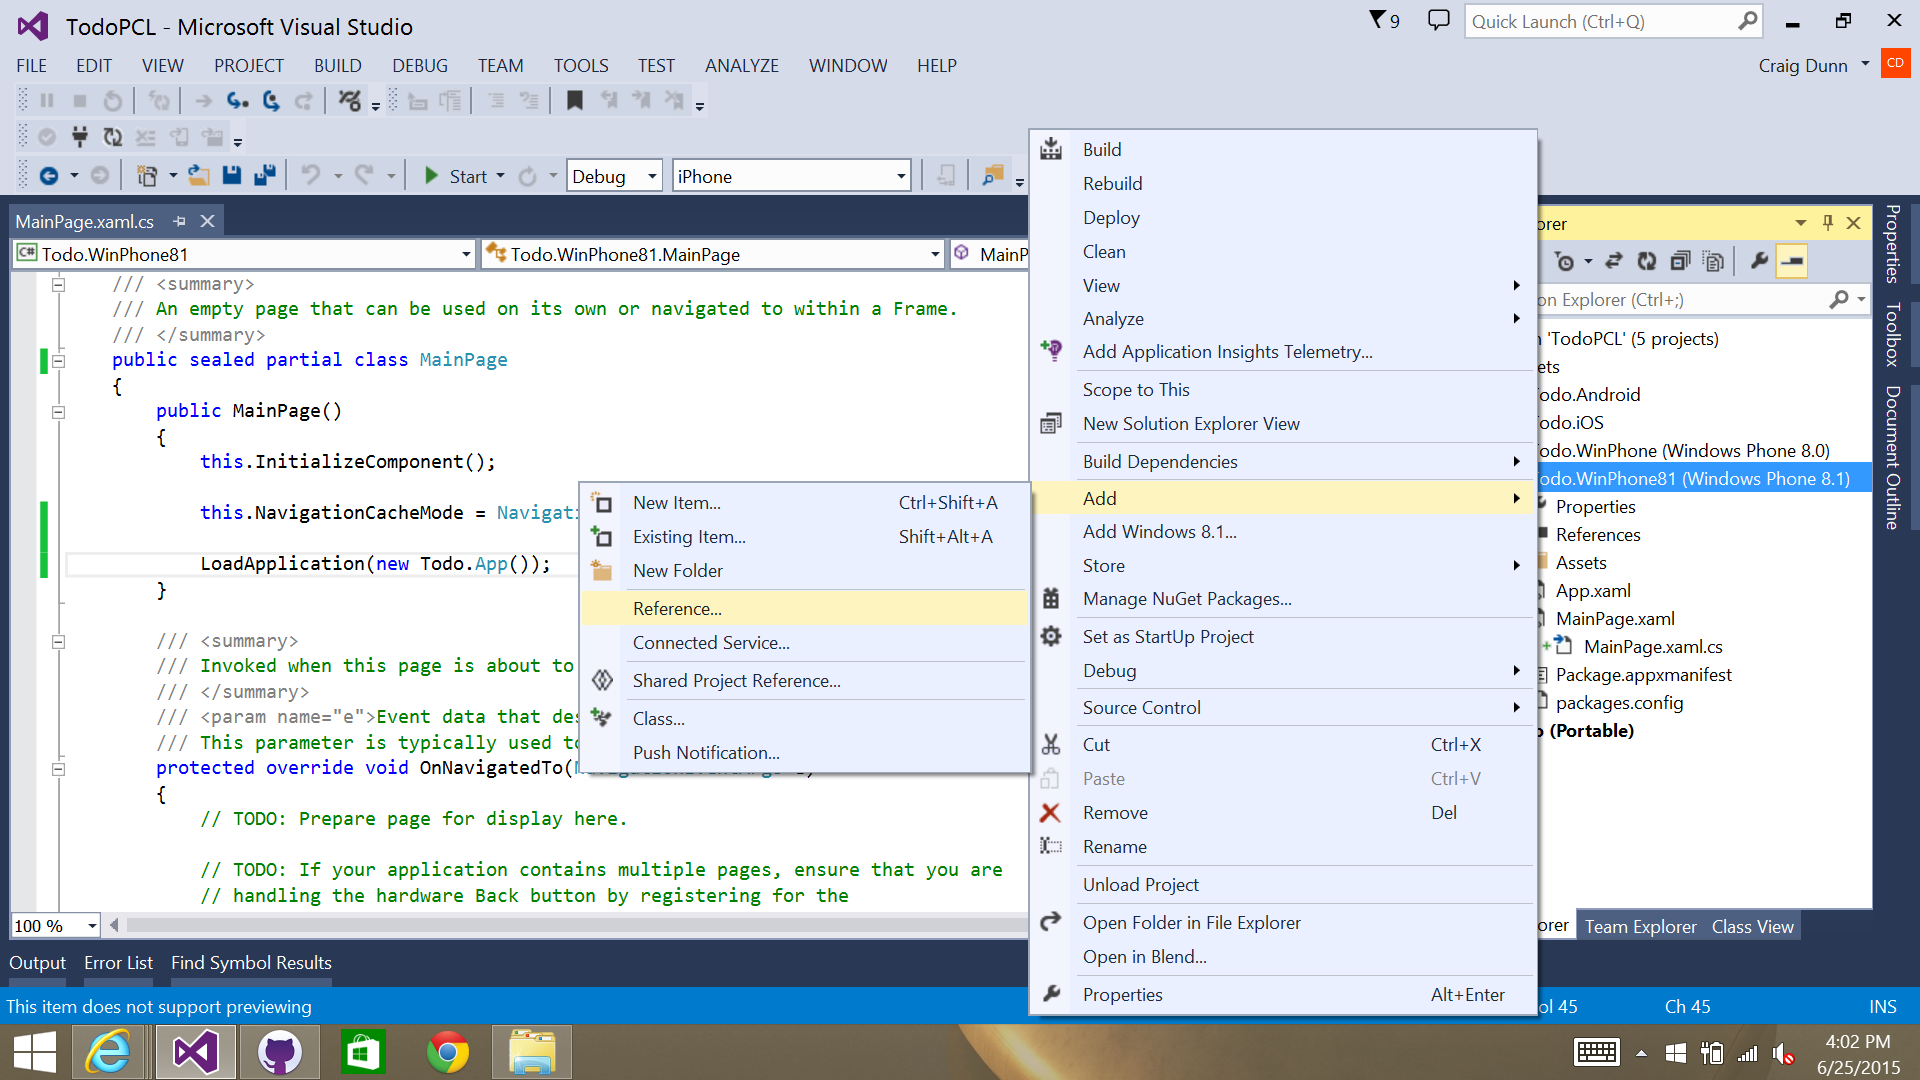 TodoPCL - Microsoft Visual Studio
9
Quick Launch (Ctrl+Q)
FILE EDIT VIEW PROJECT BUILD DEBUG TEAM TOOLS TEST ANALYZE WINDOW HELP
Craig Dunn
CD
Start
Debug
iPhone
MainPage.xaml.cs
C# Todo.WinPhone81
Todo.WinPhone81.MainPage
MainP
/// <summary>
/// An empty page that can be used on its own or navigated to within a Frame.
/// </summary>
public sealed partial class MainPage
{
public MainPage()
{
this.InitializeComponent();
this.NavigationCacheMode = Navigati
LoadApplication(new Todo.App());
}
/// <summary>
/// Invoked when this page is about to
/// </summary>
/// <param name="e">Event data that des
/// This parameter is typically used to
protected override void OnNavigatedTo(
{
// TODO: Prepare page for display here.
// TODO: If your application contains multiple pages, ensure that you are
// handling the hardware Back button by registering for the
100 %
New Item... Ctrl+Shift+A
Existing Item... Shift+Alt+A
New Folder
Reference...
Connected Service...
Shared Project Reference...
Class...
Push Notification...
Build
Rebuild
Deploy
Clean
View
Analyze
Add Application Insights Telemetry...
Scope to This
New Solution Explorer View
Build Dependencies
Add
Add Windows 8.1...
Store
Manage NuGet Packages...
Set as StartUp Project
Debug
Source Control
Cut Ctrl+X
Paste Ctrl+V
Remove Del
Rename
Unload Project
Open Folder in File Explorer
Open in Blend...
Properties Alt+Enter
orer
on Explorer (Ctrl+;)
'TodoPCL' (5 projects)
ets
odo.Android
odo.iOS
odo.WinPhone (Windows Phone 8.0)
odo.WinPhone81 (Windows Phone 8.1)
Properties
References
Assets
App.xaml
MainPage.xaml
MainPage.xaml.cs
Package.appxmanifest
packages.config
o (Portable)
orer Team Explorer Class View
Properties
Toolbox
Document Outline
Output Error List Find Symbol Results
This item does not support previewing
ol 45
Ch 45
INS
4:02 PM
6/25/2015